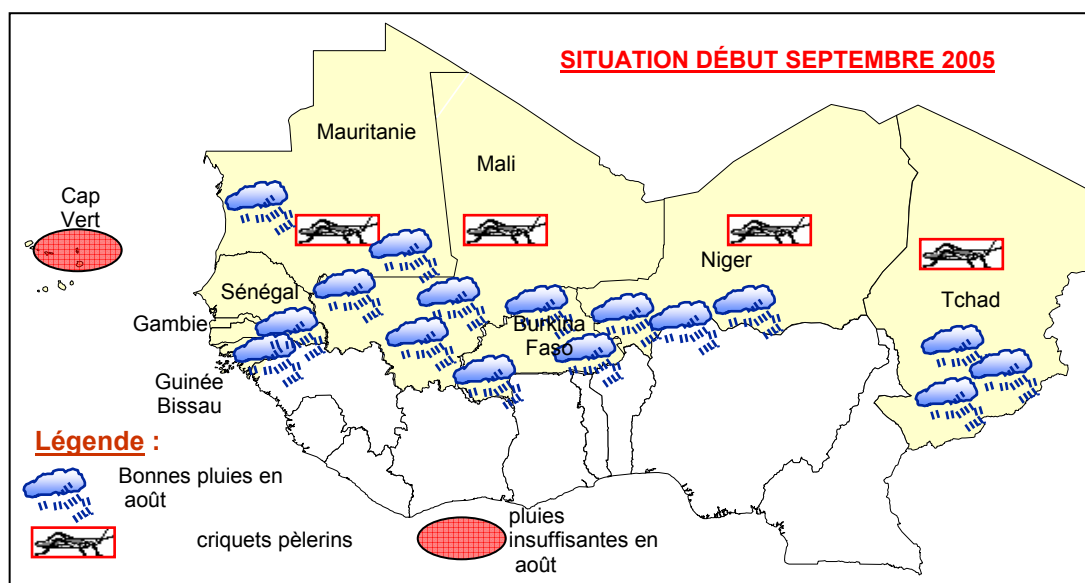 SITUATION DÉBUT SEPTEMBRE 2005
Mauritanie
Mali
Cap
Vert
Niger
Sénégal
Tchad
Gambie
Burkina
Faso
Guinée
Bissau
Légende :
Bonnes pluies en
août
criquets pèlerins
pluies
insuffisantes en
août